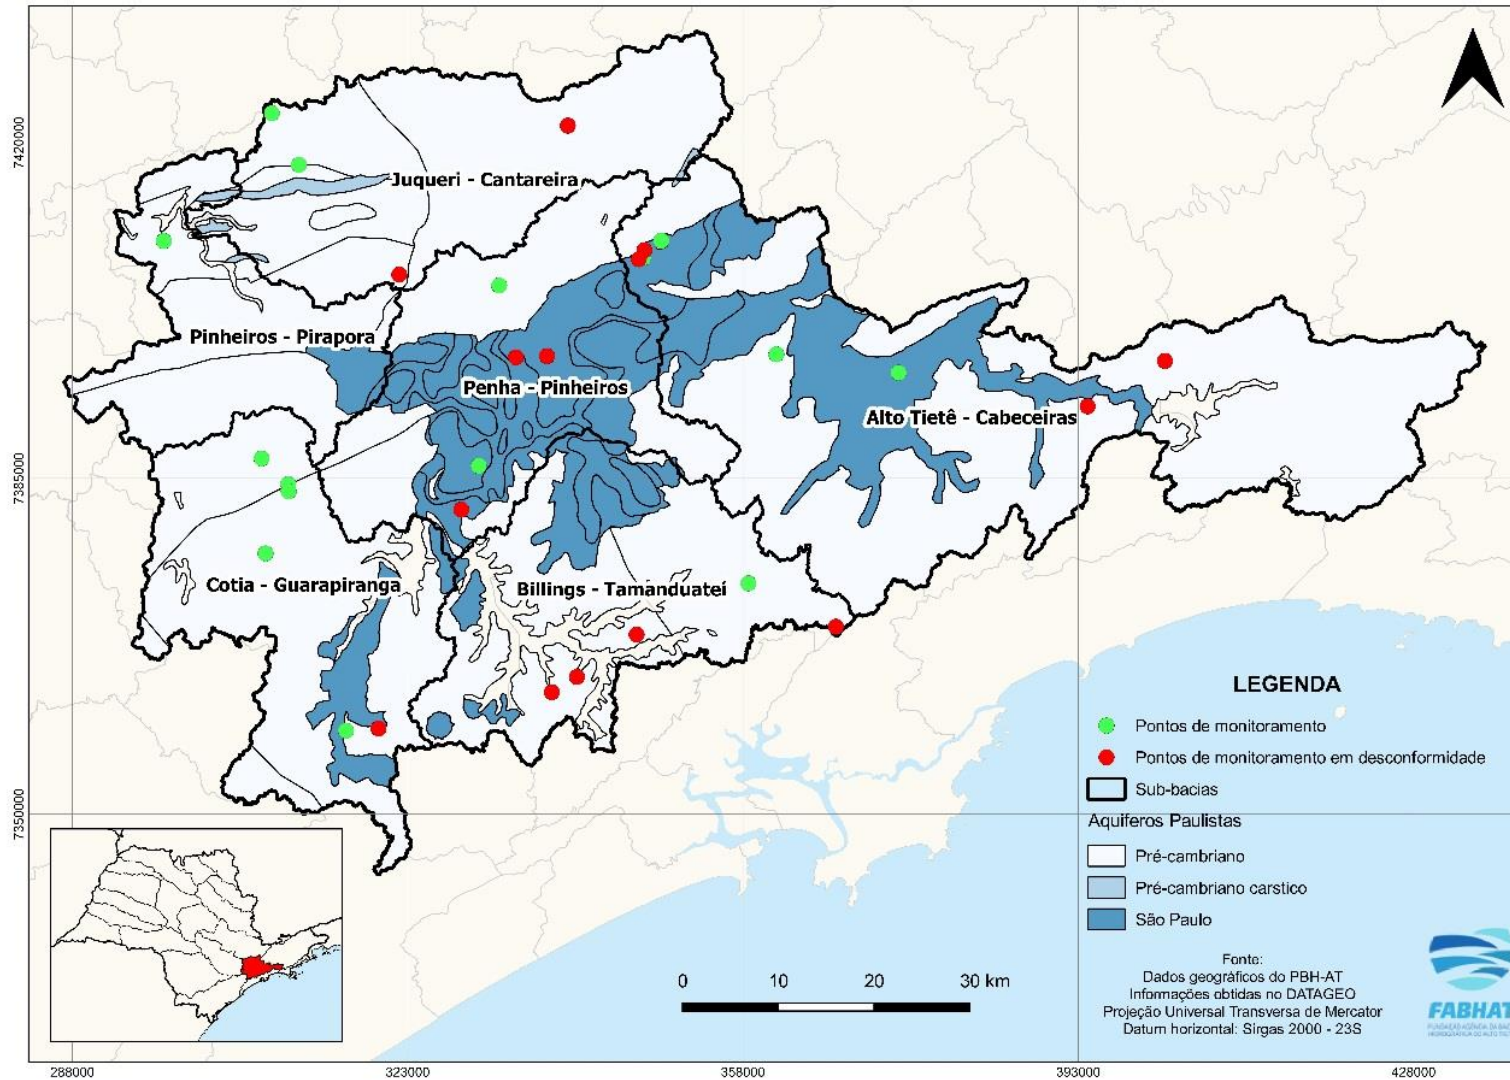 7420000
7385000
7350000
Juqueri - Cantareira
Pinheiros - Pirapora
Penha - Pinheiros
Alto Tietê - Cabeceiras
Cotia - Guarapiranga
Billings - Tamanduateí
LEGENDA
Pontos de monitoramento
Pontos de monitoramento em desconformidade
Sub-bacias
Aquiferos Paulistas
Pré-cambriano
Pré-cambriano carstico
São Paulo
Fonte:
Dados geográficos do PBH-AT
Informações obtidas no DATAGEO
Projeção Universal Transversa de Mercator
Datum horizontal: Sirgas 2000 - 23S
FABHAT
0 10 20 30 km
288000 323000 358000 393000 428000